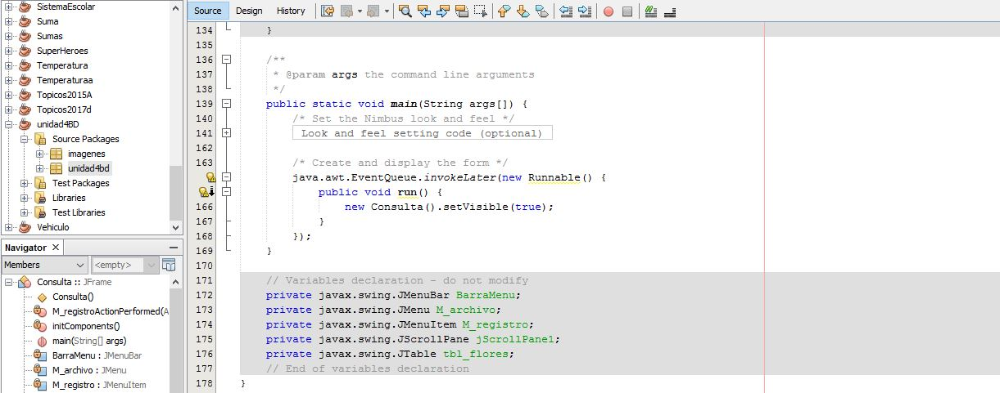 SistemaEscolar
Suma
Sumas
SuperHeroes
Temperatura
Temperaturaa
Topicos2015A
Topicos2017d
unidad4BD
Source Packages
imagenes
unidad4bd
Test Packages
Libraries
Test Libraries
Vehiculo
Navigator
Members
<empty>
Consulta :: JFrame
Consulta()
M_registroActionPerformed(A
initComponents()
main(String[] args)
BarraMenu : JMenuBar
M_archivo : JMenu
M_registro : JMenuItem
Source Design History
134 }
135
136 /**
137 * @param args the command line arguments
138 */
139 public static void main(String args[]) {
140 /* Set the Nimbus look and feel */
141 Look and feel setting code (optional)
162
163 /* Create and display the form */
java.awt.EventQueue.invokeLater(new Runnable() {
public void run() {
166 new Consulta().setVisible(true);
167 }
168 });
169 }
170
171 // Variables declaration - do not modify
172 private javax.swing.JMenuBar BarraMenu;
173 private javax.swing.JMenu M_archivo;
174 private javax.swing.JMenuItem M_registro;
175 private javax.swing.JScrollPane jScrollPane1;
176 private javax.swing.JTable tbl_flores;
177 // End of variables declaration
178 }